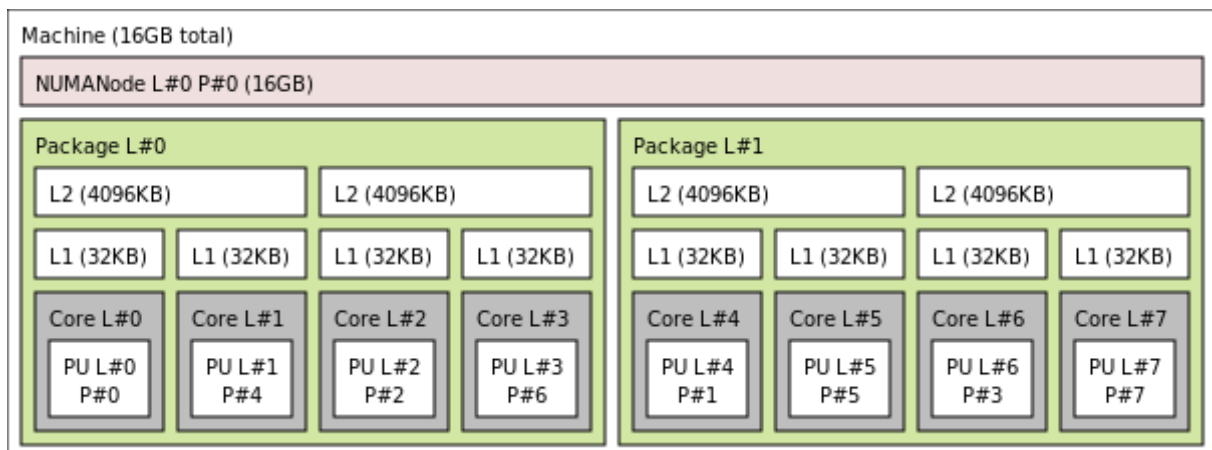 Machine (16GB total)
NUMANode L#0 P#0 (16GB)
Package L#0
L2 (4096KB)
L2 (4096KB)
L1 (32KB)
L1 (32KB)
L1 (32KB)
L1 (32KB)
Core L#0
PU L#0
P#0
Core L#1
PU L#1
P#4
Core L#2
PU L#2
P#2
Core L#3
PU L#3
P#6
Package L#1
L2 (4096KB)
L2 (4096KB)
L1 (32KB)
L1 (32KB)
L1 (32KB)
L1 (32KB)
Core L#4
PU L#4
P#1
Core L#5
PU L#5
P#5
Core L#6
PU L#6
P#3
Core L#7
PU L#7
P#7